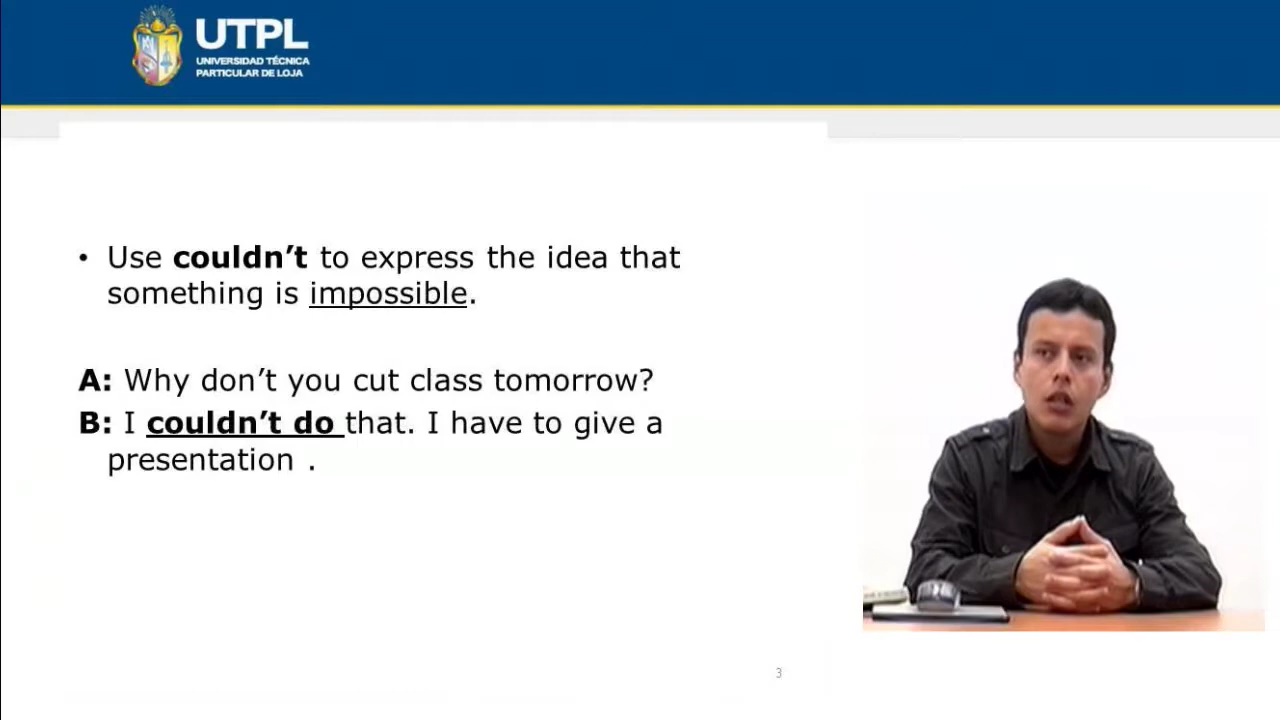 UTPL
UNIVERSIDAD TÉCNICA
PARTICULAR DE LOJA
• Use couldn’t to express the idea that
something is impossible.
A: Why don’t you cut class tomorrow?
B: I couldn’t do that. I have to give a
presentation .
3